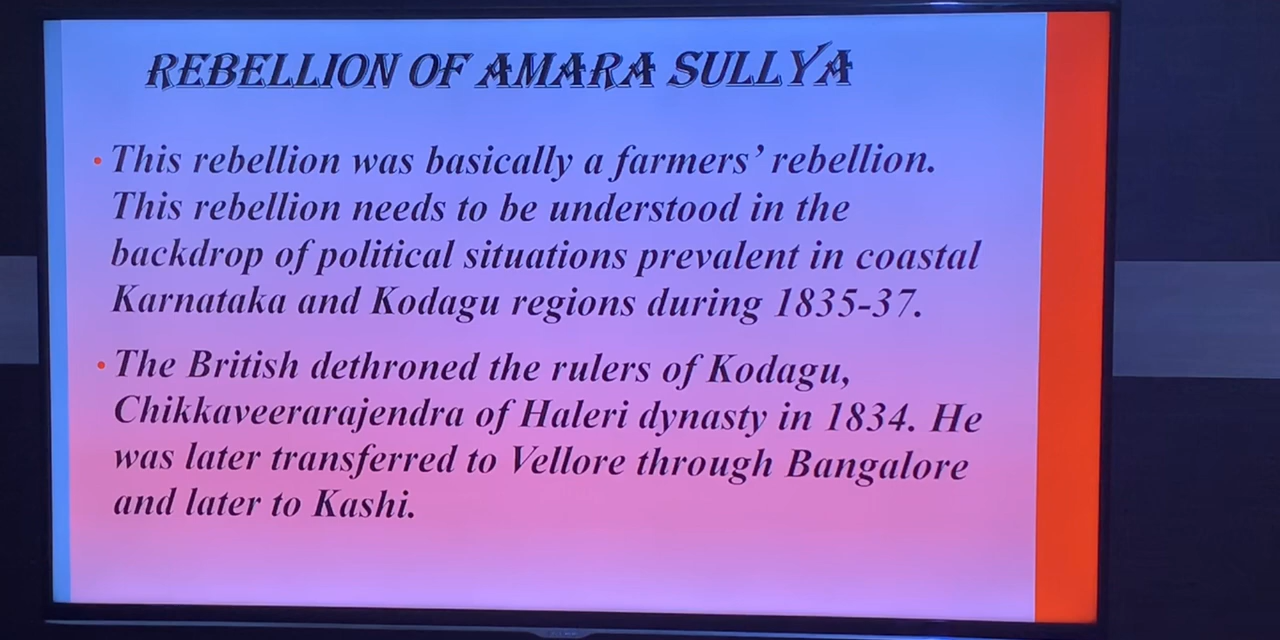 REBELLION OF AMARA SULLYA
• This rebellion was basically a farmers' rebellion.
This rebellion needs to be understood in the
backdrop of political situations prevalent in coastal
Karnataka and Kodagu regions during 1835-37.
• The British dethroned the rulers of Kodagu,
Chikkaveerarajendra of Haleri dynasty in 1834. He
was later transferred to Vellore through Bangalore
and later to Kashi.